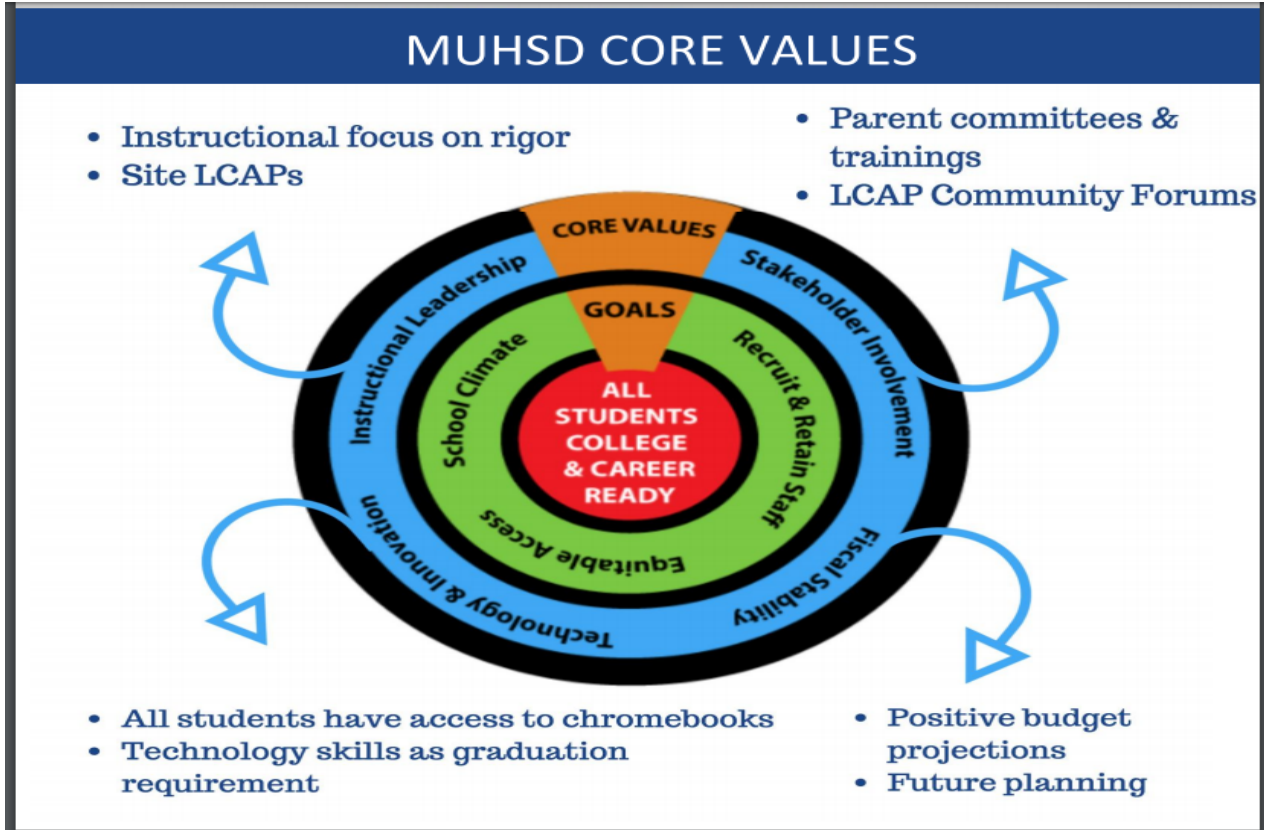 MUHSD CORE VALUES
• Instructional focus on rigor
• Site LCAPs
• Parent committees &
trainings
• LCAP Community Forums
CORE VALUES
Instructional Leadership
Stakeholder Involvement
GOALS
School Climate
Recruit & Retain Staff
ALL
STUDENTS
COLLEGE
& CAREER
READY
Equitable Access
Technology & Innovation
Fiscal Stability
• All students have access to chromebooks
• Technology skills as graduation
requirement
• Positive budget
projections
• Future planning